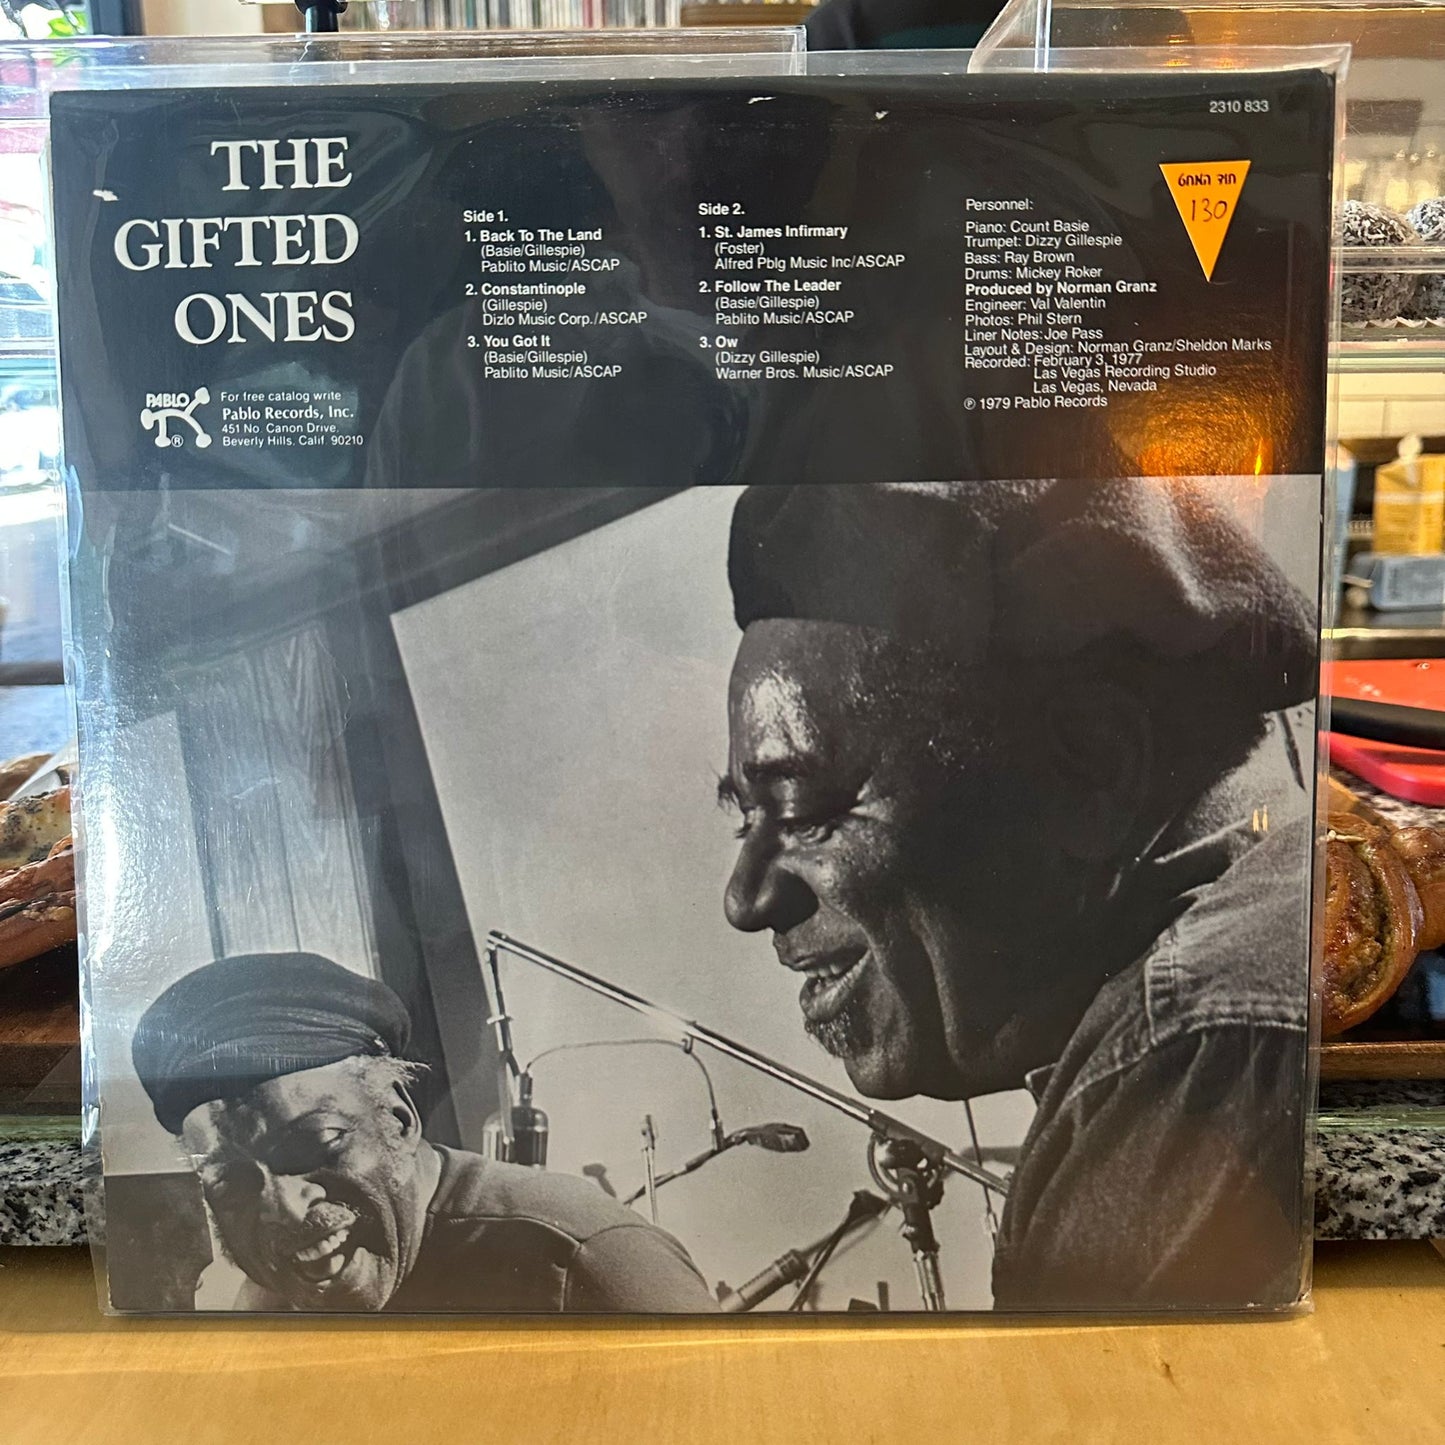 2310 833
THE
GIFTED
ONES
PABLO
®
For free catalog write
Pablo Records, Inc.
451 No. Canon Drive.
Beverly Hills. Calif. 90210
Side 1.
1. Back To The Land
(Basie/Gillespie)
Pablito Music/ASCAP
2. Constantinople
(Gillespie)
Dizlo Music Corp./ASCAP
3. You Got It
(Basie/Gillespie)
Pablito Music/ASCAP
Side 2.
1. St. James Infirmary
(Foster)
Alfred Pblg Music Inc/ASCAP
2. Follow The Leader
(Basie/Gillespie)
Pablito Music/ASCAP
3. Ow
(Dizzy Gillespie)
Warner Bros. Music/ASCAP
Personnel:
Piano: Count Basie
Trumpet: Dizzy Gillespie
Bass: Ray Brown
Drums: Mickey Roker
Produced by Norman Granz
Engineer: Val Valentin
Photos: Phil Stern
Liner Notes: Joe Pass
Layout & Design: Norman Granz/Sheldon Marks
Recorded: February 3, 1977
Las Vegas Recording Studio
Las Vegas, Nevada
℗ 1979 Pablo Records
130